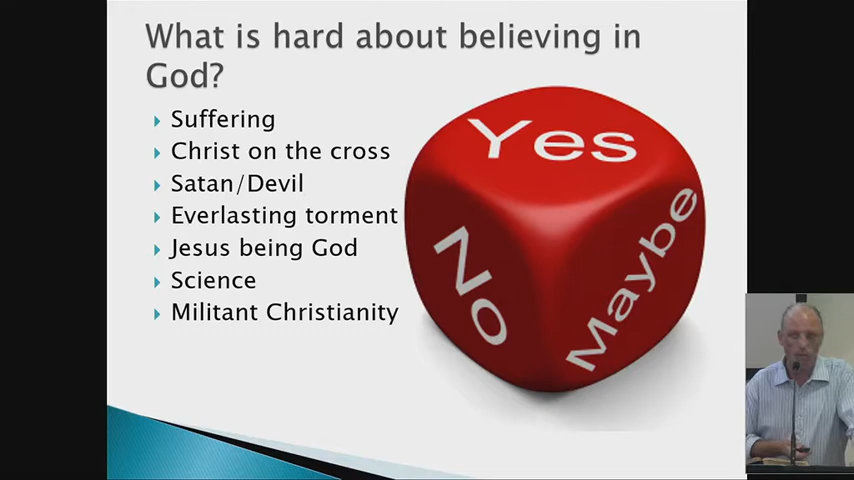 What is hard about believing in
God?
Suffering
Christ on the cross
Satan/Devil
Everlasting torment
Jesus being God
Science
Militant Christianity
Yes
No
Maybe